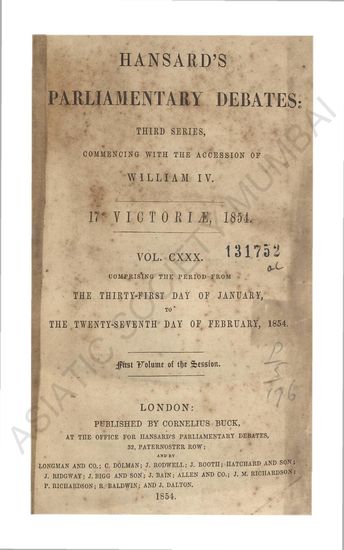 HANSARD'S
PARLIAMENTARY DEBATES:
THIRD SERIES,
COMMENCING WITH THE ACCESSION OF
WILLIAM IV.
17° VICTORIÆ, 1854.
VOL. CXXX.
131752
COMPRISING THE PERIOD FROM
THE THIRTY-FIRST DAY OF JANUARY,
TO
THE TWENTY-SEVENTH DAY OF FEBRUARY, 1854.
First Volume of the Session.
LONDON:
PUBLISHED BY CORNELIUS BUCK,
AT THE OFFICE FOR HANSARD'S PARLIAMENTARY DEBATES,
23, PATERNOSTER ROW;
AND BY
LONGMAN AND CO.; C. DOLMAN; J. RODWELL; J. BOOTH; HATCHARD AND SON;
J. RIDGWAY; J. BIGG AND SON; J. BAIN; ALLEN AND CO.; J. M. RICHARDSON;
P. RICHARDSON; R. BALDWIN; AND J. DALTON.
1854.
ASIATIC SOCIETY MUMBAI